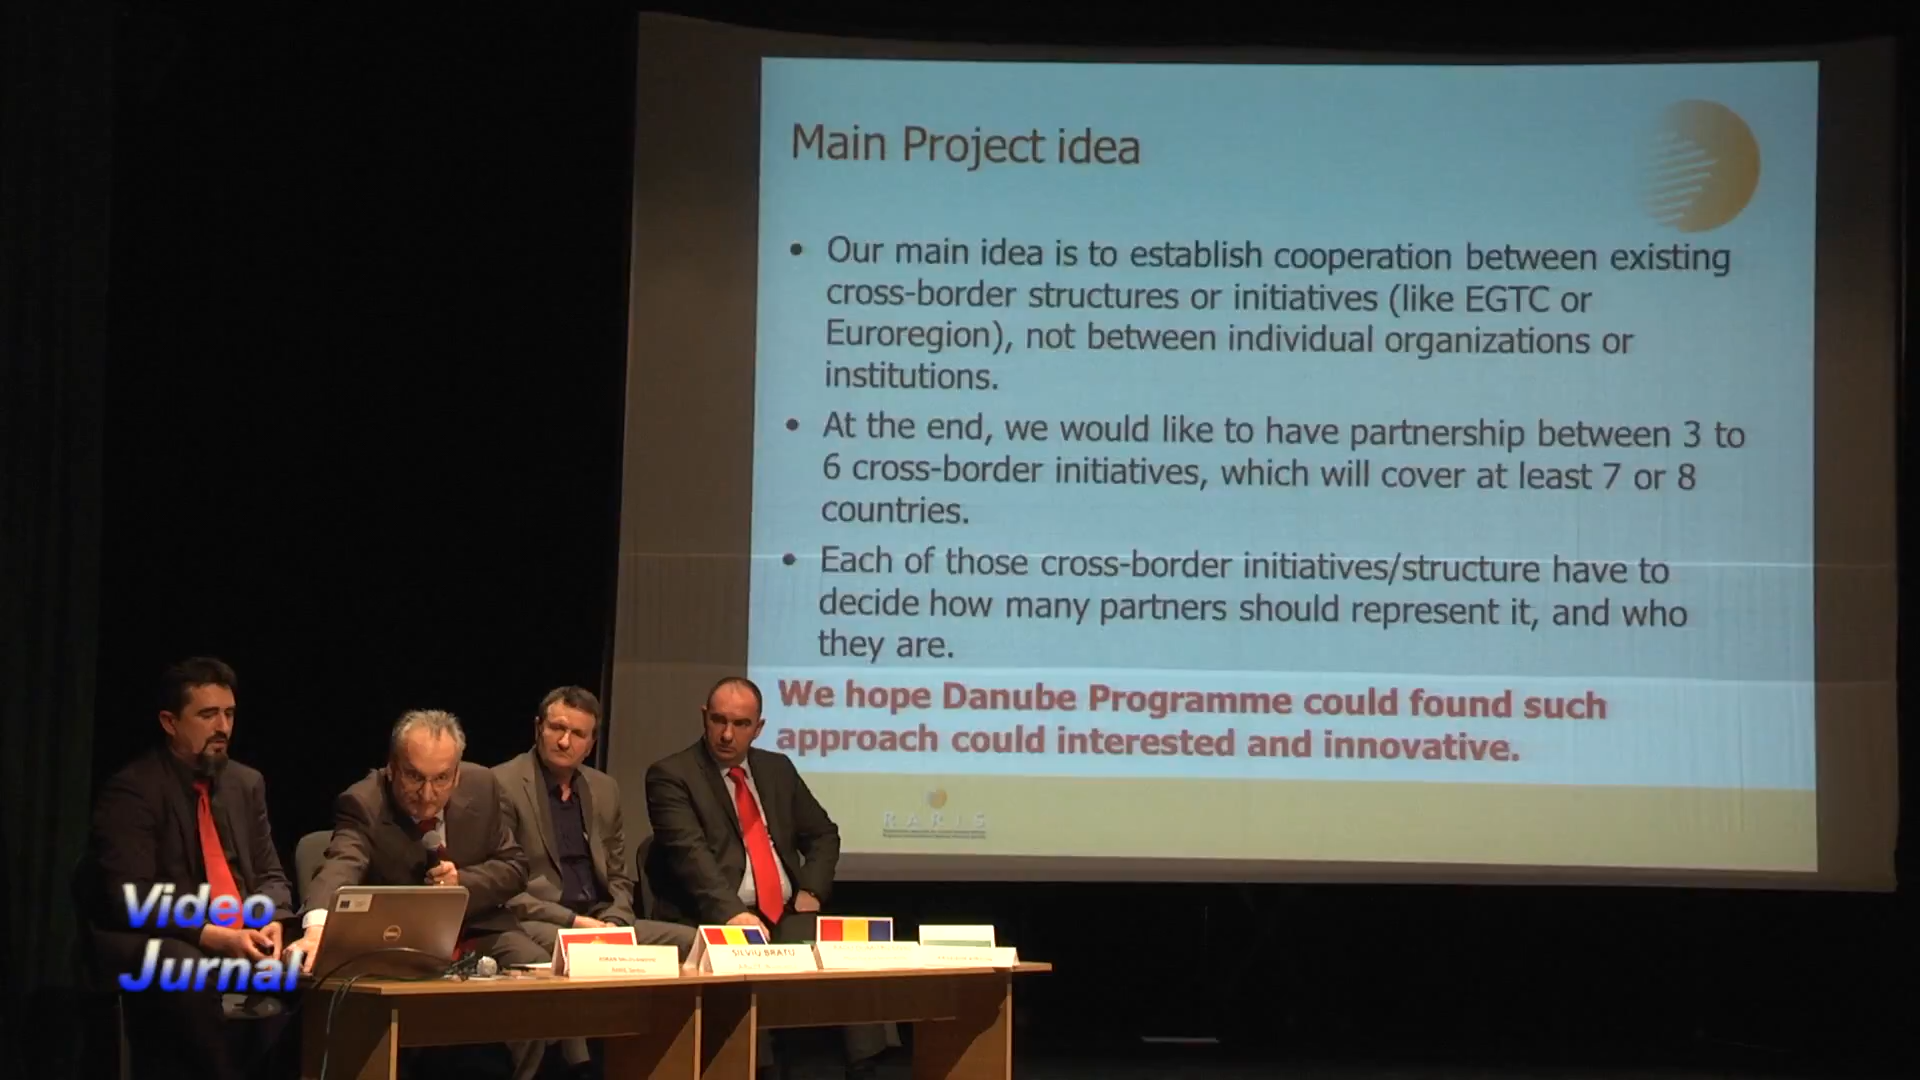 Main Project idea
• Our main idea is to establish cooperation between existing
cross-border structures or initiatives (like EGTC or
Euroregion), not between individual organizations or
institutions.
• At the end, we would like to have partnership between 3 to
6 cross-border initiatives, which will cover at least 7 or 8
countries.
• Each of those cross-border initiatives/structure have to
decide how many partners should represent it, and who
they are.
We hope Danube Programme could found such
approach could interested and innovative.
RARIS
SILVIU BRATU
DELL
Video
Jurnal